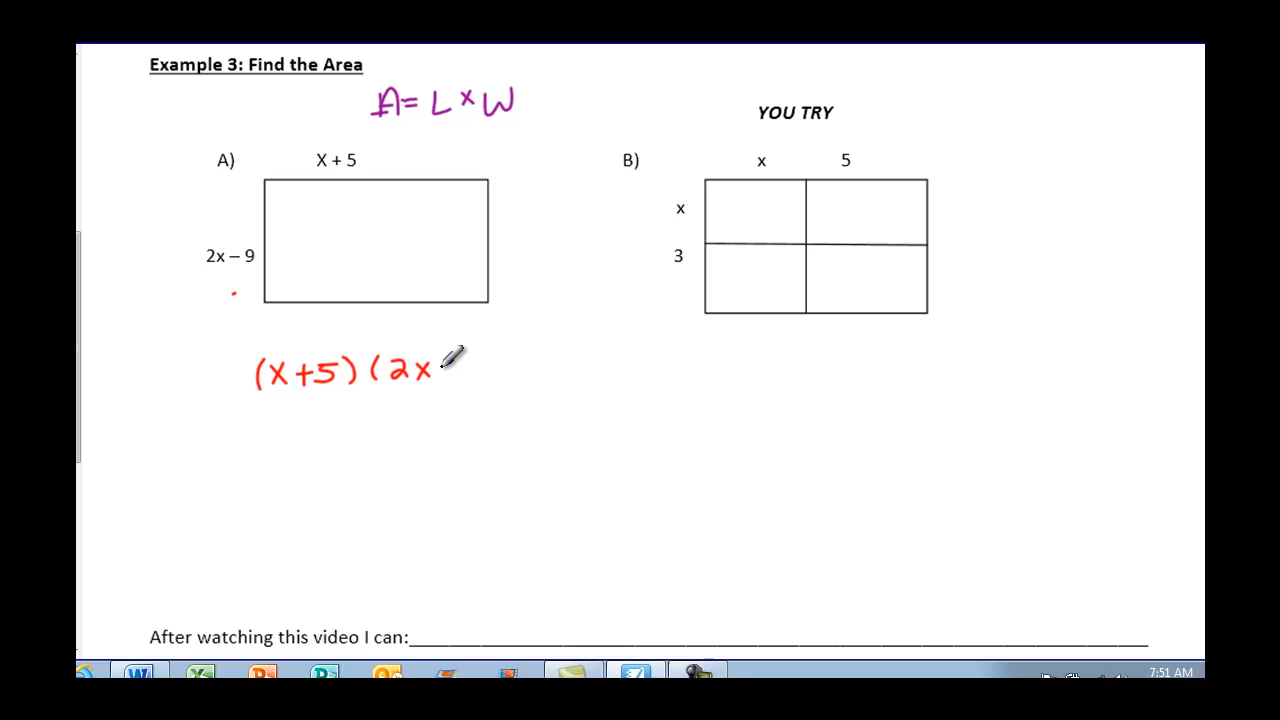 Example 3: Find the Area
A = L × W
YOU TRY
A) X + 5
2x – 9
(x+5)(2x
B) x 5
x
3
After watching this video I can:
7:51 AM